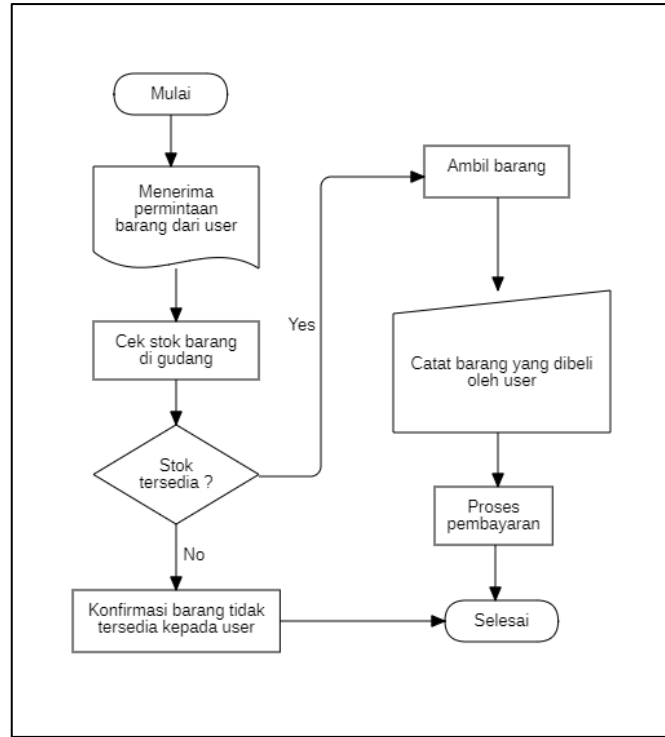 Mulai
Menerima
permintaan
barang dari user
Cek stok barang
di gudang
Stok
tersedia ?
No
Konfirmasi barang tidak
tersedia kepada user
Yes
Ambil barang
Catat barang yang dibeli
oleh user
Proses
pembayaran
Selesai